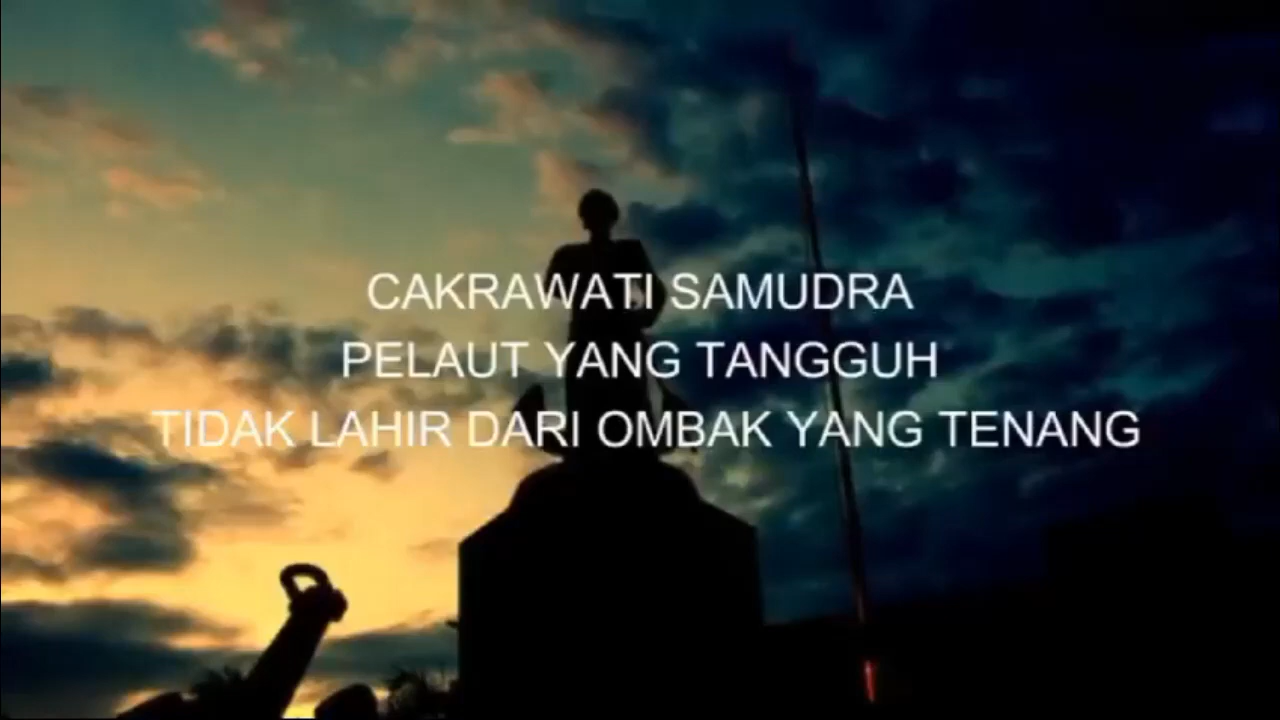 CAKRAWATI SAMUDRA
PELAUT YANG TANGGUH
TIDAK LAHIR DARI OMBAK YANG TENANG